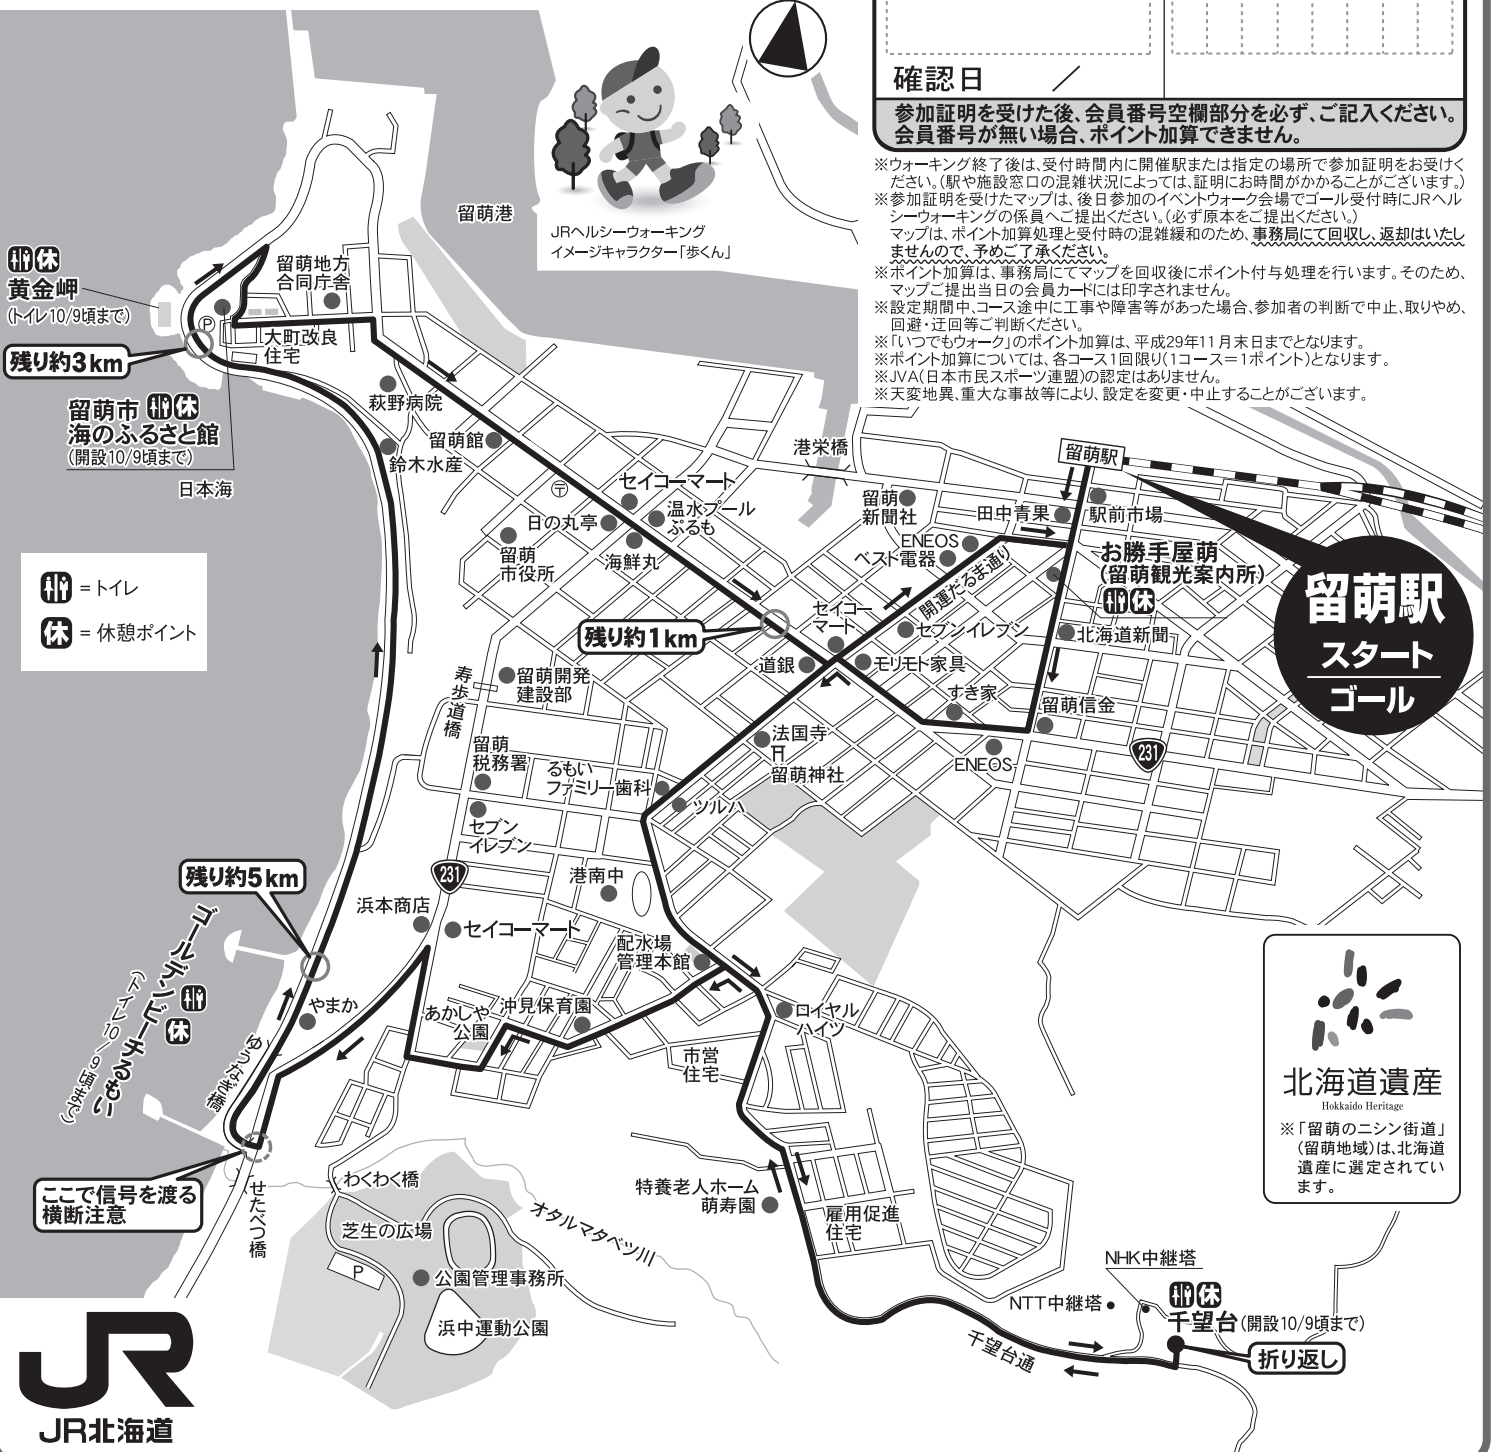 確認日 ／
参加証明を受けた後、会員番号空欄部分を必ず、ご記入ください。
会員番号が無い場合、ポイント加算できません。
※ウォーキング終了後は、受付時間内に開催駅または指定の場所で参加証明をお受けく
ださい。(駅や施設窓口の混雑状況によっては、証明にお時間がかかることがございます。)
※参加証明を受けたマップは、後日参加のイベントウォーク会場でゴール受付時にJRヘル
シーウォーキングの係員へご提出ください。(必ず原本をご提出ください。)
マップは、ポイント加算処理と受付時の混雑緩和のため、事務局にて回収し、返却はいたし
ませんので、予めご了承ください。
※ポイント加算は、事務局にてマップを回収後にポイント付与処理を行います。そのため、
マップご提出当日の会員カードには印字されません。
※設定期間中、コース途中に工事や障害等があった場合、参加者の判断で中止、取りやめ、
回避・迂回等ご判断ください。
※「いつでもウォーク」のポイント加算は、平成29年11月末日までとなります。
※ポイント加算については、各コース1回限り(1コース=1ポイント)となります。
※JVA(日本市民スポーツ連盟)の認定はありません。
※天変地異、重大な事故等により、設定を変更・中止することがございます。
JRヘルシーウォーキング
イメージキャラクター「歩くん」
留萌港
休
黄金岬
(トイレ10/9頃まで)
留萌地方
合同庁舎
P
大町改良
住宅
残り約3km
留萌市 休
海のふるさと館
(開設10/9頃まで)
日本海
萩野病院
留萌館
鈴木水産
=トイレ
休 =休憩ポイント
〒
セイコーマート
温水プール
ぷるも
日の丸亭
海鮮丸
留萌
市役所
港栄橋
留萌
新聞社
留萌駅
田中青果
駅前市場
ENEOS
ベスト電器
開運だるま通り
お勝手屋萌
(留萌観光案内所)
休
留萌駅
スタート
ゴール
セイコー
マート
セブンイレブン
北海道新聞
残り約1km
道銀
モリモト家具
すき家
留萌信金
ENEOS
231
寿歩道橋
留萌開発
建設部
法国寺
留萌神社
留萌
税務署
るもい
ファミリー歯科
ツルハ
セブン
イレブン
231
港南中
残り約5km
浜本商店
セイコーマート
配水場
管理本館
ゴールデンビーチるもい
(トイレ10/9頃まで)
休
やまか
あかしや
公園
沖見保育園
ロイヤル
ハイツ
市営
住宅
ゆうなぎ橋
ここで信号を渡る
横断注意
せたべつ橋
わくわく橋
芝生の広場
P
公園管理事務所
浜中運動公園
オタルマタベツ川
特養老人ホーム
萌寿園
雇用促進
住宅
NHK中継塔
NTT中継塔
休
千望台(開設10/9頃まで)
折り返し
千望台通
北海道遺産
Hokkaido Heritage
※「留萌のニシン街道」
(留萌地域)は、北海道
遺産に選定されてい
ます。
JR
JR北海道